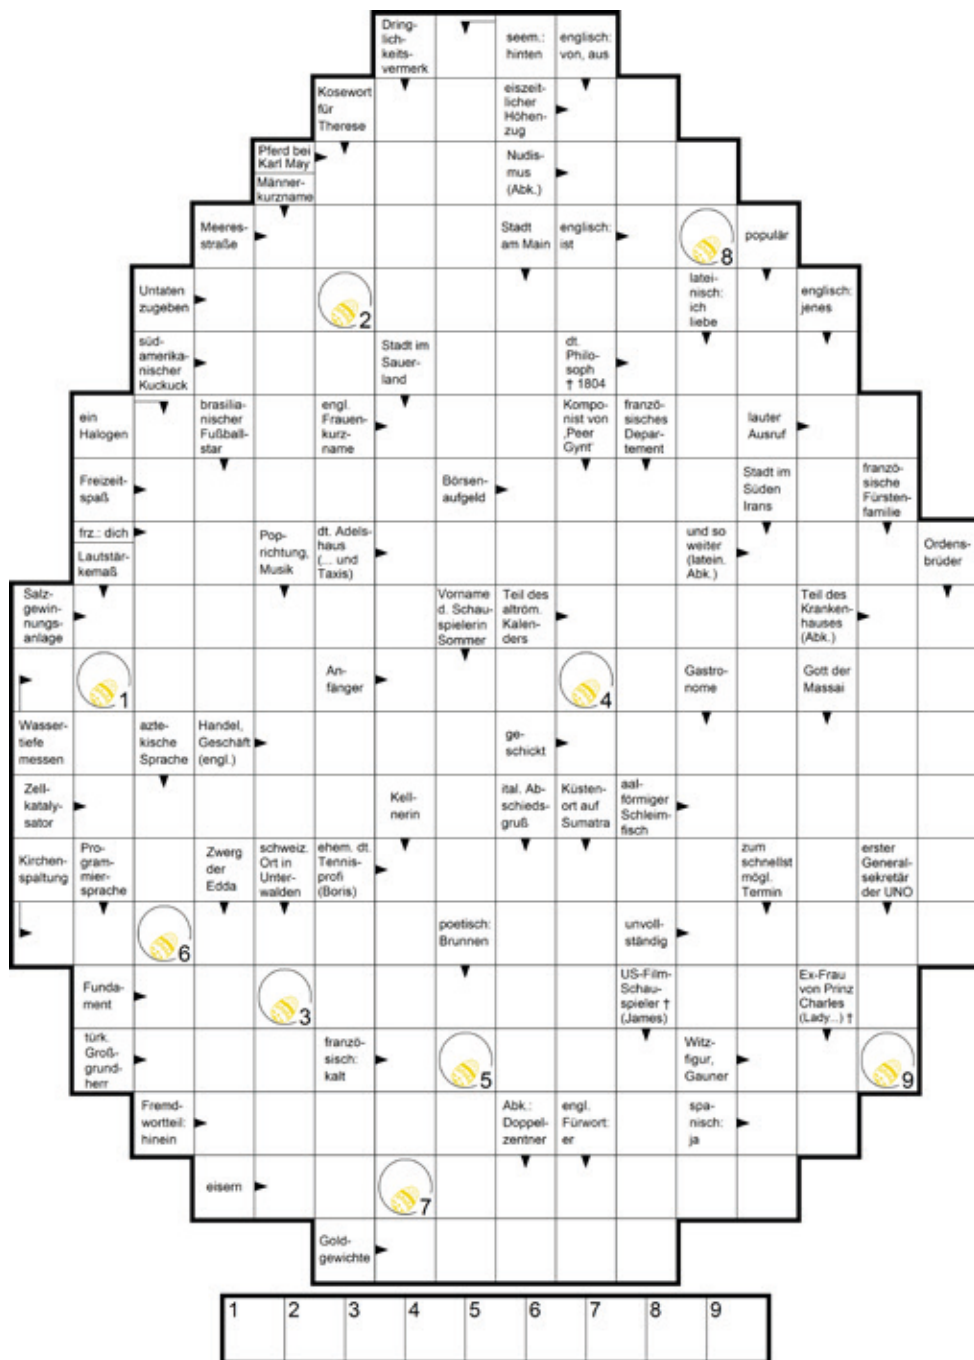 Dring-
lich-
keits-
vermerk
seem.:
hinten
englisch:
von, aus
Kosewort
für
Therese
eiszeit-
licher
Höhen-
zug
Pferd bei
Karl May
Männer-
kurzname
Nudis-
mus
(Abk.)
Meeres-
straße
Stadt
am Main
englisch:
ist
8
populär
Untaten
zugeben
2
latei-
nisch:
ich
liebe
englisch:
jenes
süd-
amerika-
nischer
Kuckuck
Stadt im
Sauer-
land
dt.
Philo-
soph
† 1804
ein
Halogen
brasilia-
nischer
Fußball-
star
engl.
Frauen-
kurz-
name
Kompo-
nist von
‚Peer
Gynt'
franzö-
sisches
Depar-
tement
lauter
Ausruf
Freizeit-
spaß
Börsen-
aufgeld
Stadt im
Süden
Irans
franzö-
sische
Fürsten-
familie
frz.: dich
Lautstär-
kemaß
Pop-
richtung,
Musik
dt. Adels-
haus
(... und
Taxis)
und so
weiter
(latein.
Abk.)
Ordens-
brüder
Salz-
gewin-
nungs-
anlage
Vorname
d. Schau-
spielerin
Sommer
Teil des
altröm.
Kalen-
ders
Teil des
Kranken-
hauses
(Abk.)
1
An-
fänger
4
Gastro-
nome
Gott der
Massai
Wasser-
tiefe
messen
azte-
kische
Sprache
Handel,
Geschäft
(engl.)
ge-
schickt
Zell-
kataly-
sator
Kell-
nerin
ital. Ab-
schieds-
gruß
Küsten-
ort auf
Sumatra
aal-
förmiger
Schleim-
fisch
Kirchen-
spaltung
Pro-
gram-
mier-
sprache
Zwerg
der
Edda
schweiz.
Ort in
Unter-
walden
ehem. dt.
Tennis-
profi
(Boris)
zum
schnellst
mögl.
Termin
erster
General-
sekretär
der UNO
6
poetisch:
Brunnen
unvoll-
ständig
Funda-
ment
3
US-Film-
Schau-
spieler †
(James)
Ex-Frau
von Prinz
Charles
(Lady...) †
türk.
Groß-
grund-
herr
franzö-
sisch:
kalt
5
Witz-
figur,
Gauner
9
Fremd-
wortteil:
hinein
Abk.:
Doppel-
zentner
engl.
Fürwort:
er
spa-
nisch:
ja
eisern
7
Gold-
gewichte
1 2 3 4 5 6 7 8 9